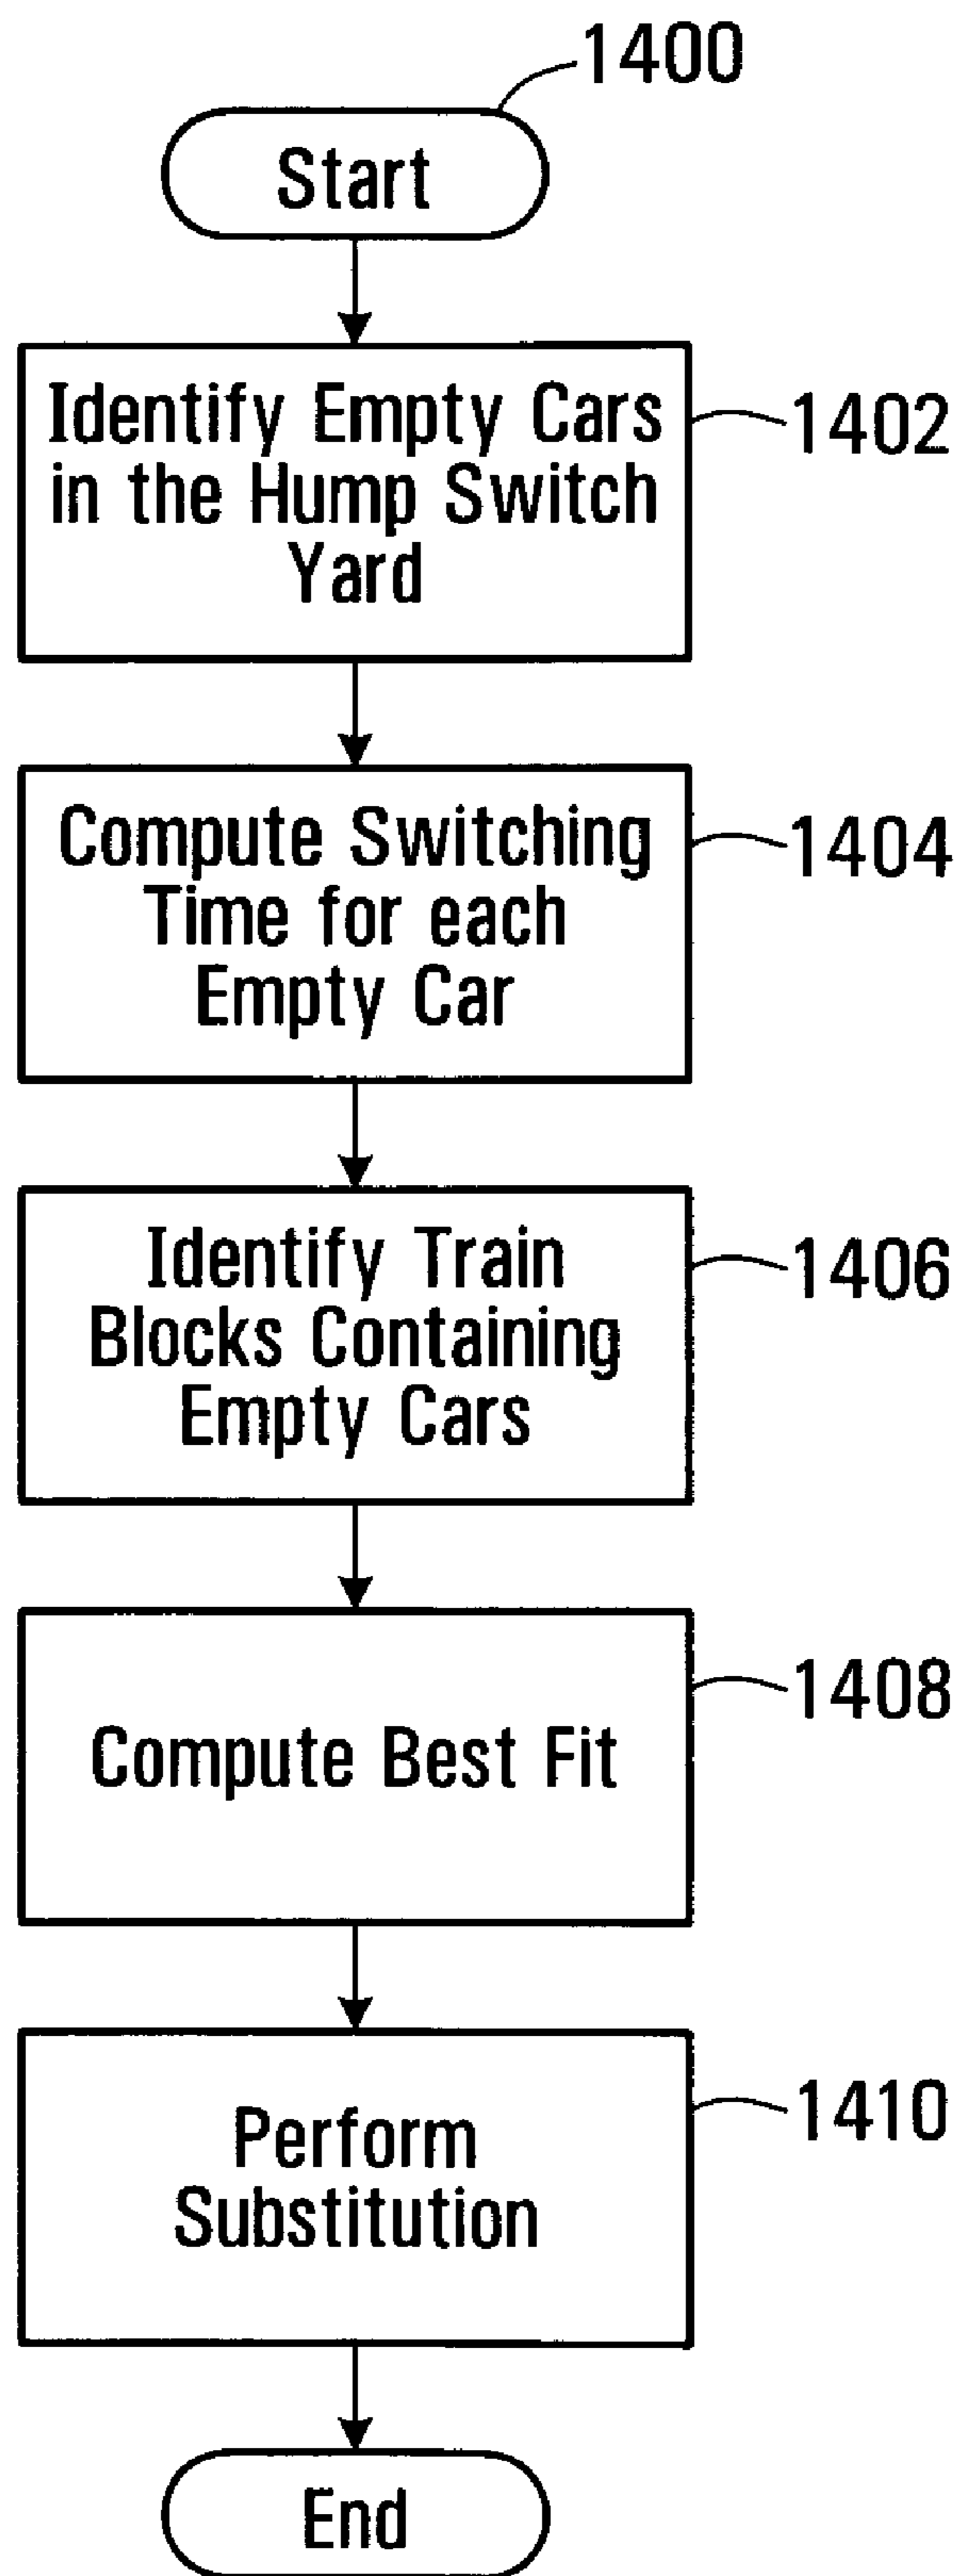 1400
Start
Identify Empty Cars
in the Hump Switch
Yard
1402
Compute Switching
Time for each
Empty Car
1404
Identify Train
Blocks Containing
Empty Cars
1406
Compute Best Fit
1408
Perform
Substitution
1410
End